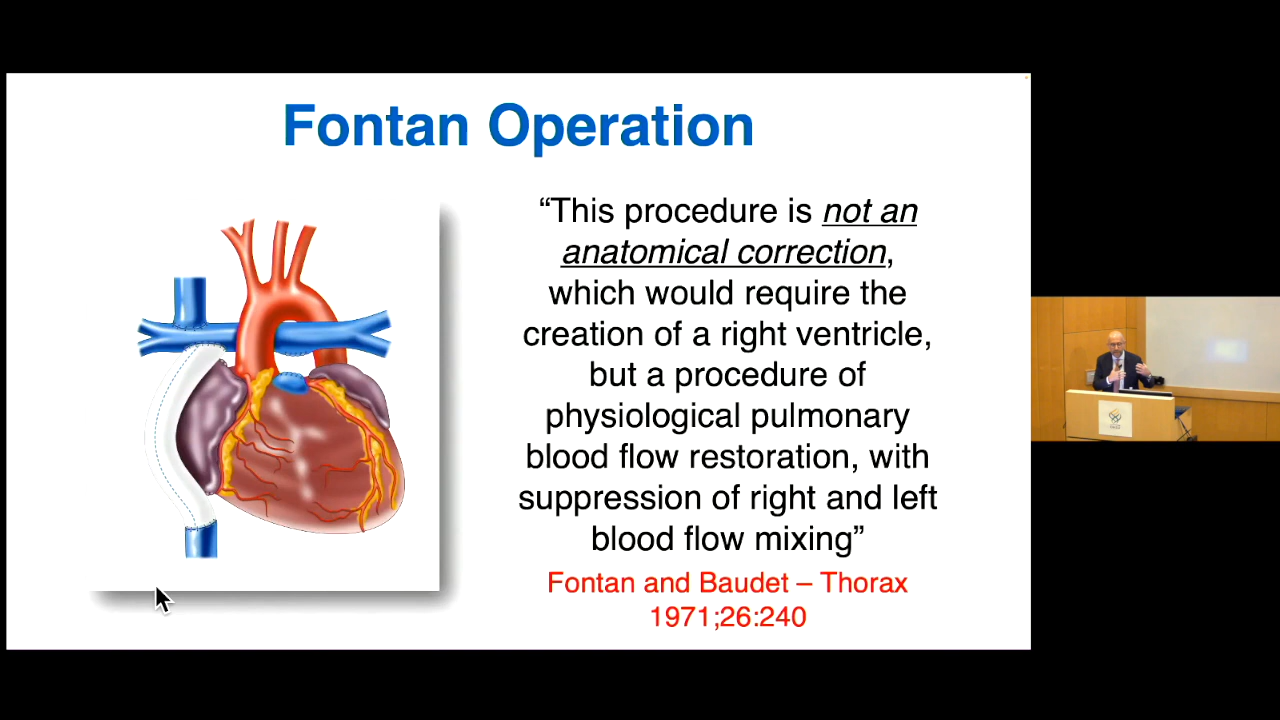 Fontan Operation
“This procedure is not an
anatomical correction,
which would require the
creation of a right ventricle,
but a procedure of
physiological pulmonary
blood flow restoration, with
suppression of right and left
blood flow mixing”
Fontan and Baudet – Thorax
1971;26:240